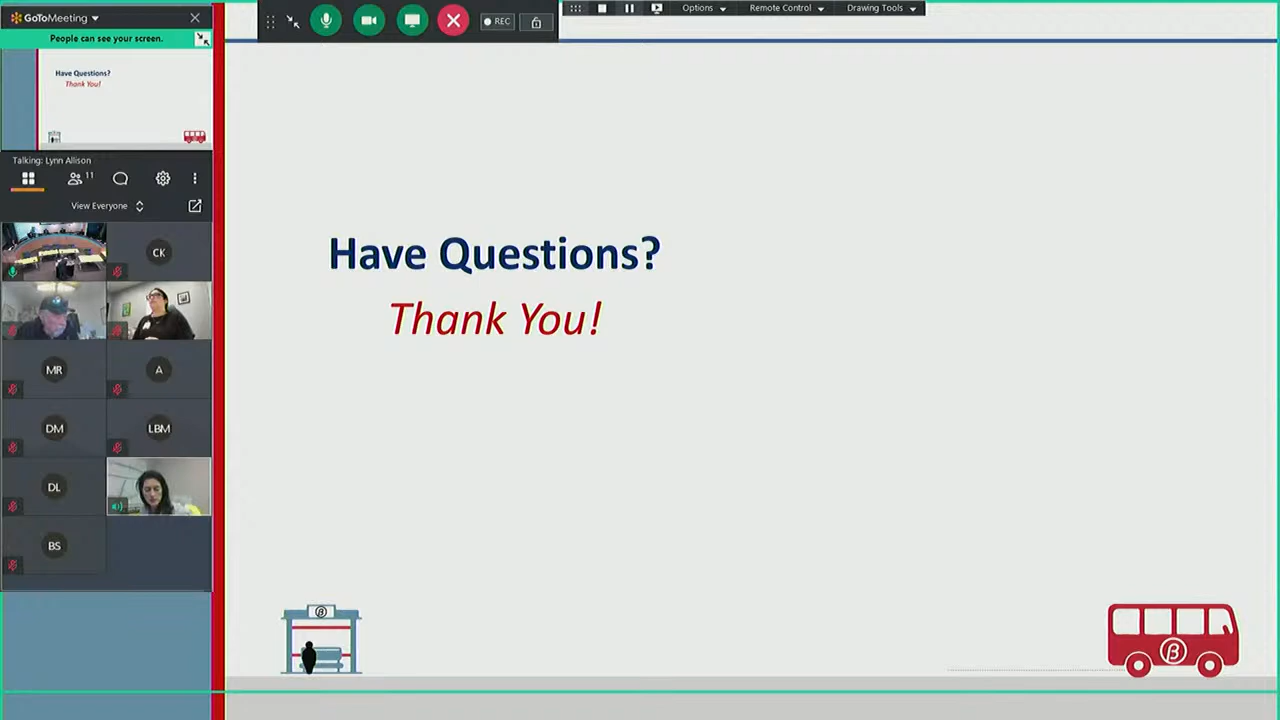 GoToMeeting
People can see your screen.
Have Questions?
Thank You!
Talking: Lynn Allison
11
View Everyone
CK
MR
A
DM
LBM
DL
BS
REC
Options
Remote Control
Drawing Tools
Have Questions?
Thank You!
β
β